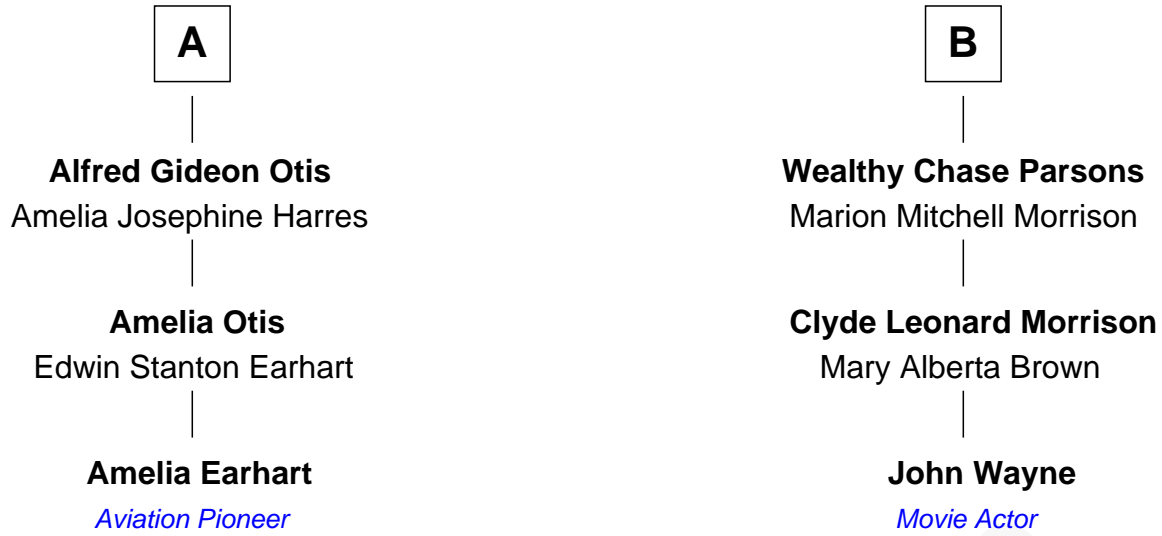 A
B
Alfred Gideon Otis
Amelia Josephine Harres
Wealthy Chase Parsons
Marion Mitchell Morrison
Amelia Otis
Edwin Stanton Earhart
Clyde Leonard Morrison
Mary Alberta Brown
Amelia Earhart
Aviation Pioneer
John Wayne
Movie Actor